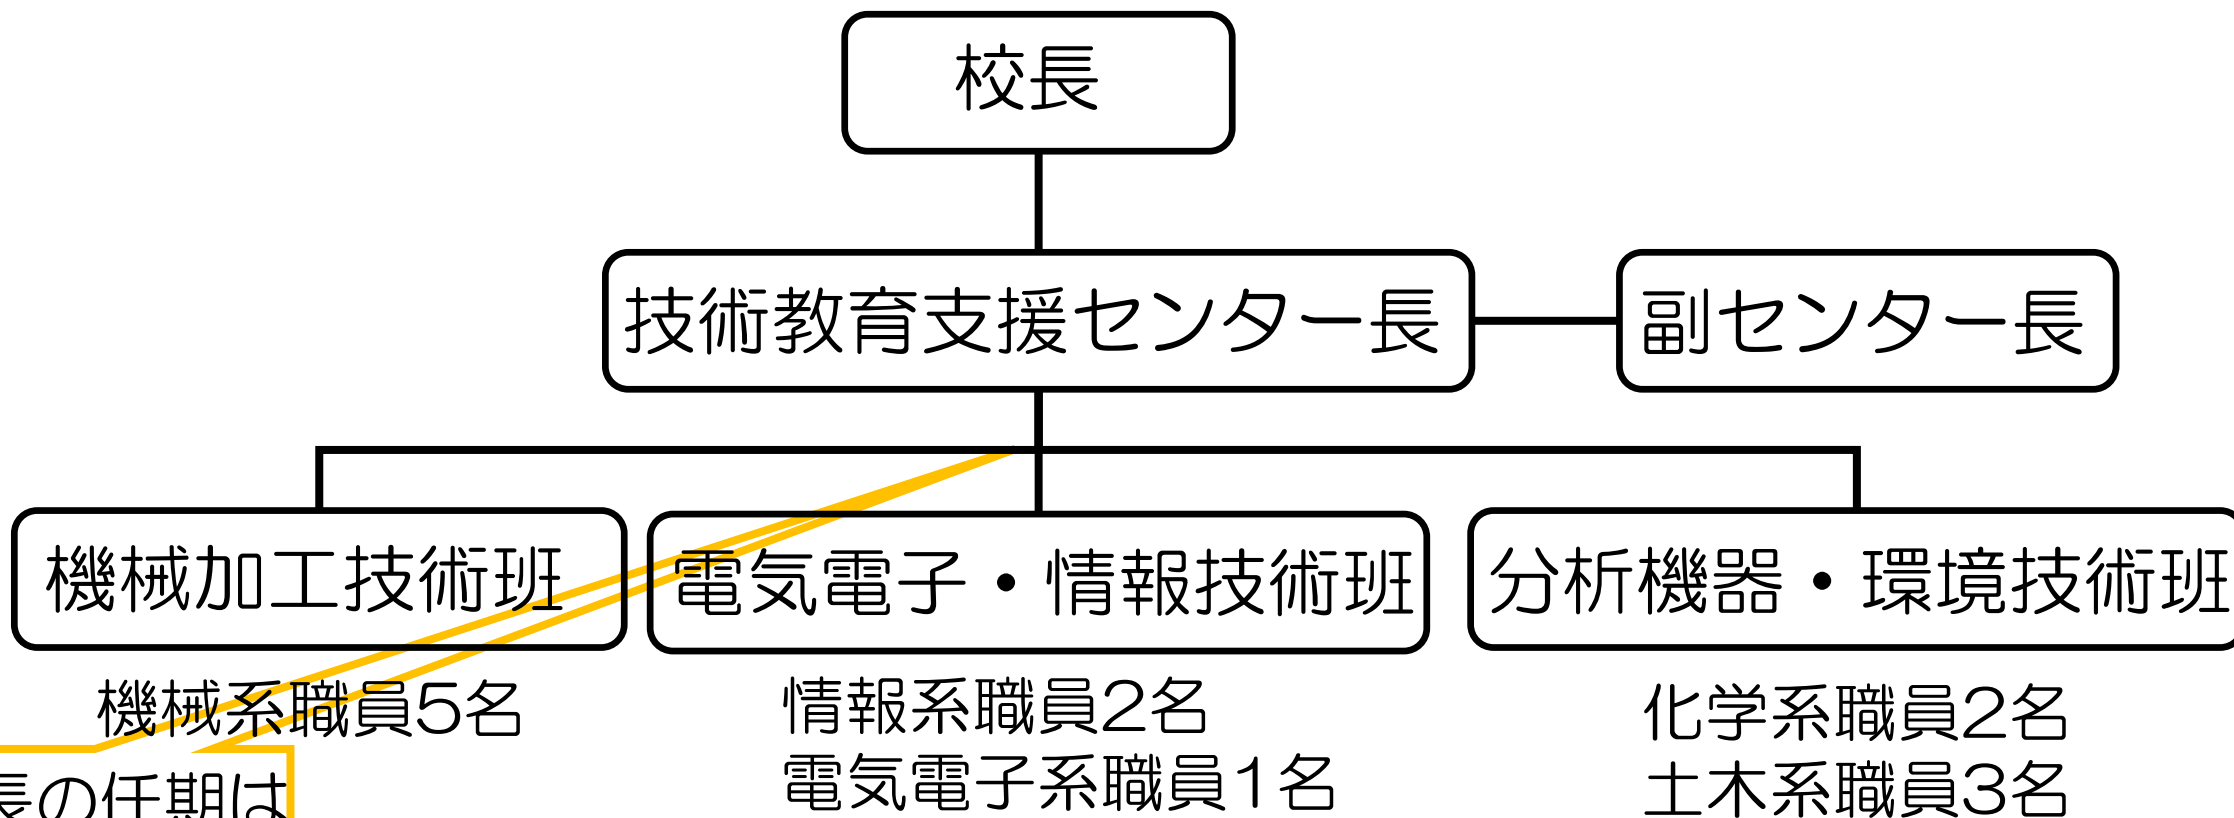 校長
技術教育支援センター長
副センター長
機械加工技術班
電気電子・情報技術班
分析機器・環境技術班
機械系職員5名
情報系職員2名
電気電子系職員1名
化学系職員2名
土木系職員3名
長の任期は